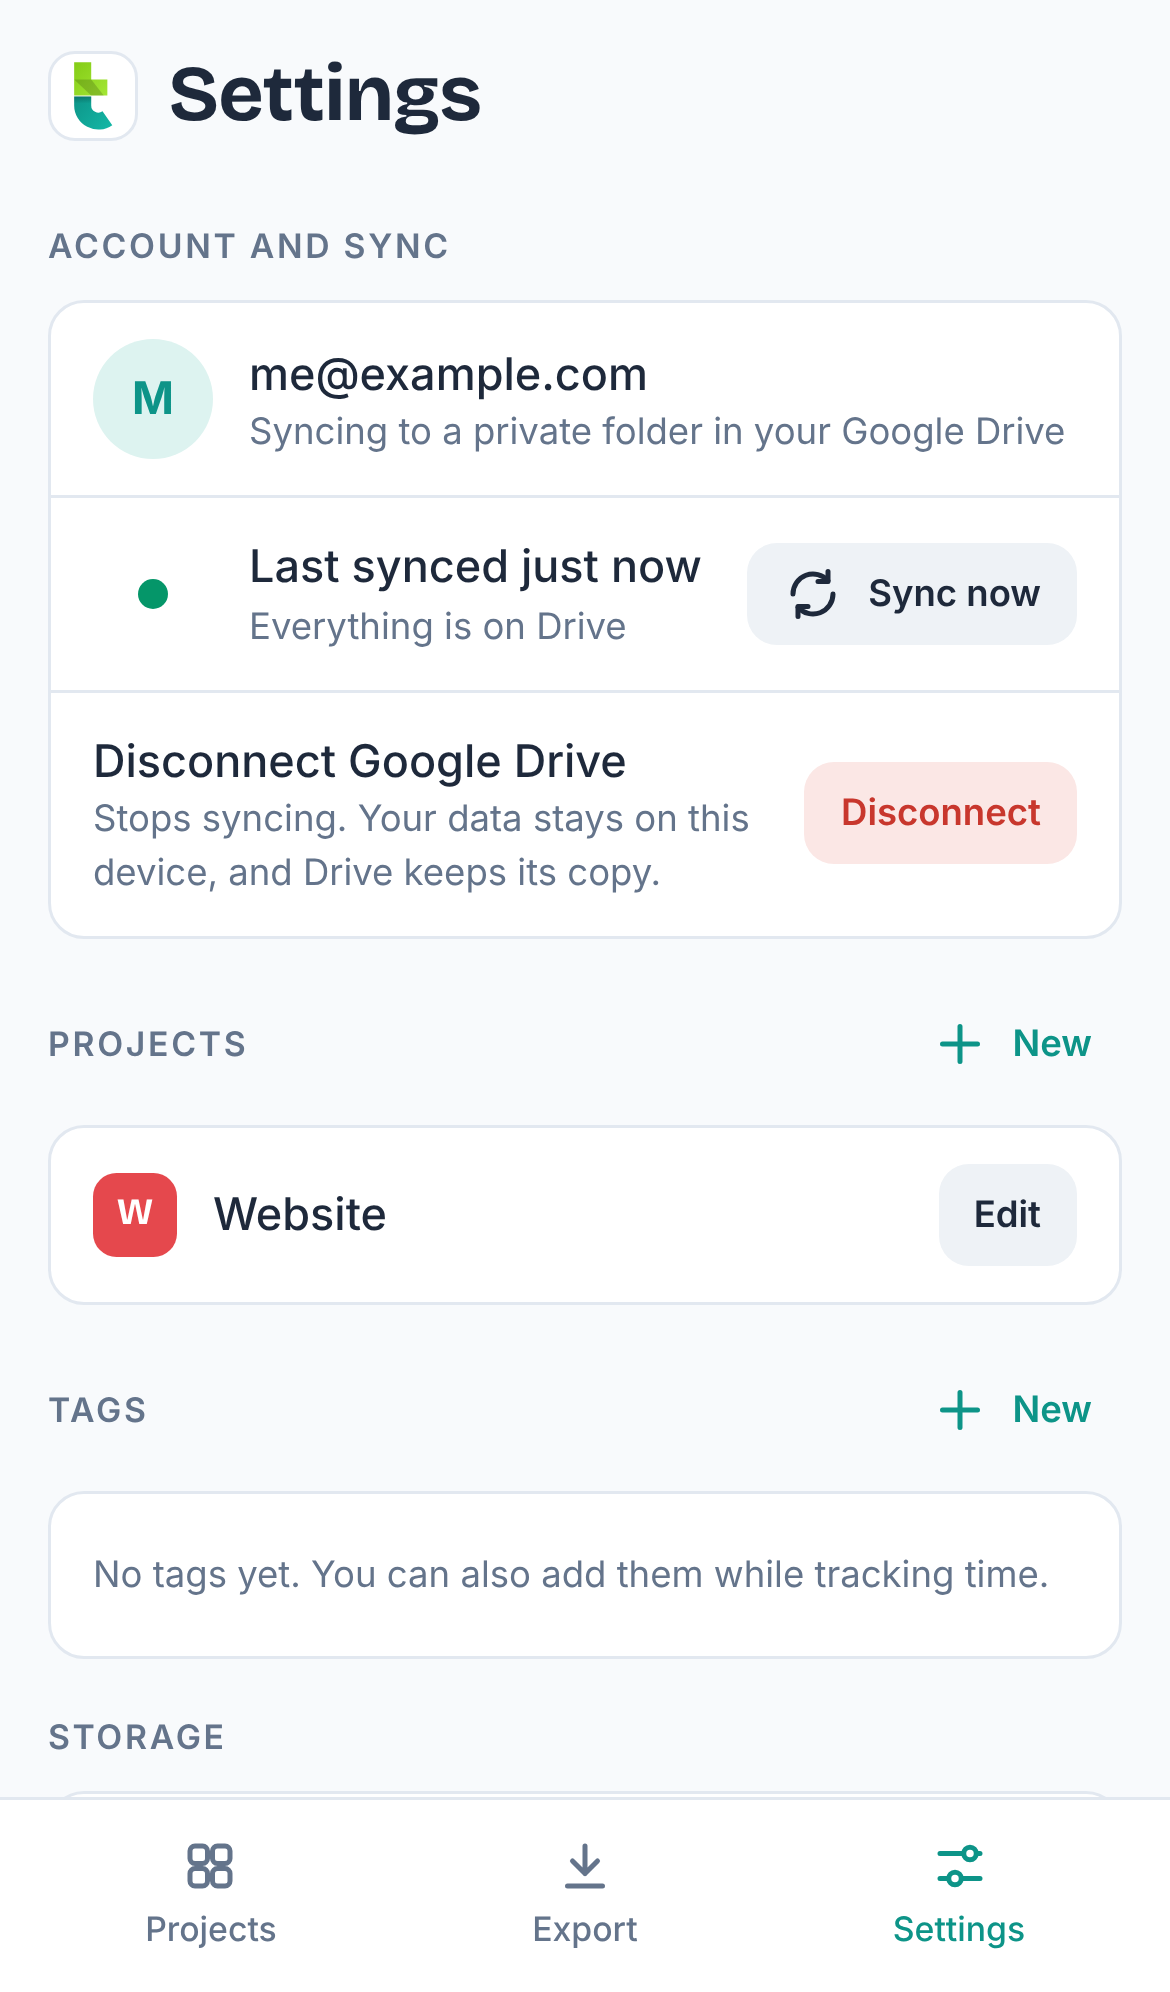 Settings
ACCOUNT AND SYNC
M
me@example.com
Syncing to a private folder in your Google Drive
Last synced just now
Everything is on Drive
Sync now
Disconnect Google Drive
Stops syncing. Your data stays on this
device, and Drive keeps its copy.
Disconnect
PROJECTS
New
W
Website
Edit
TAGS
New
No tags yet. You can also add them while tracking time.
STORAGE
Projects
Export
Settings